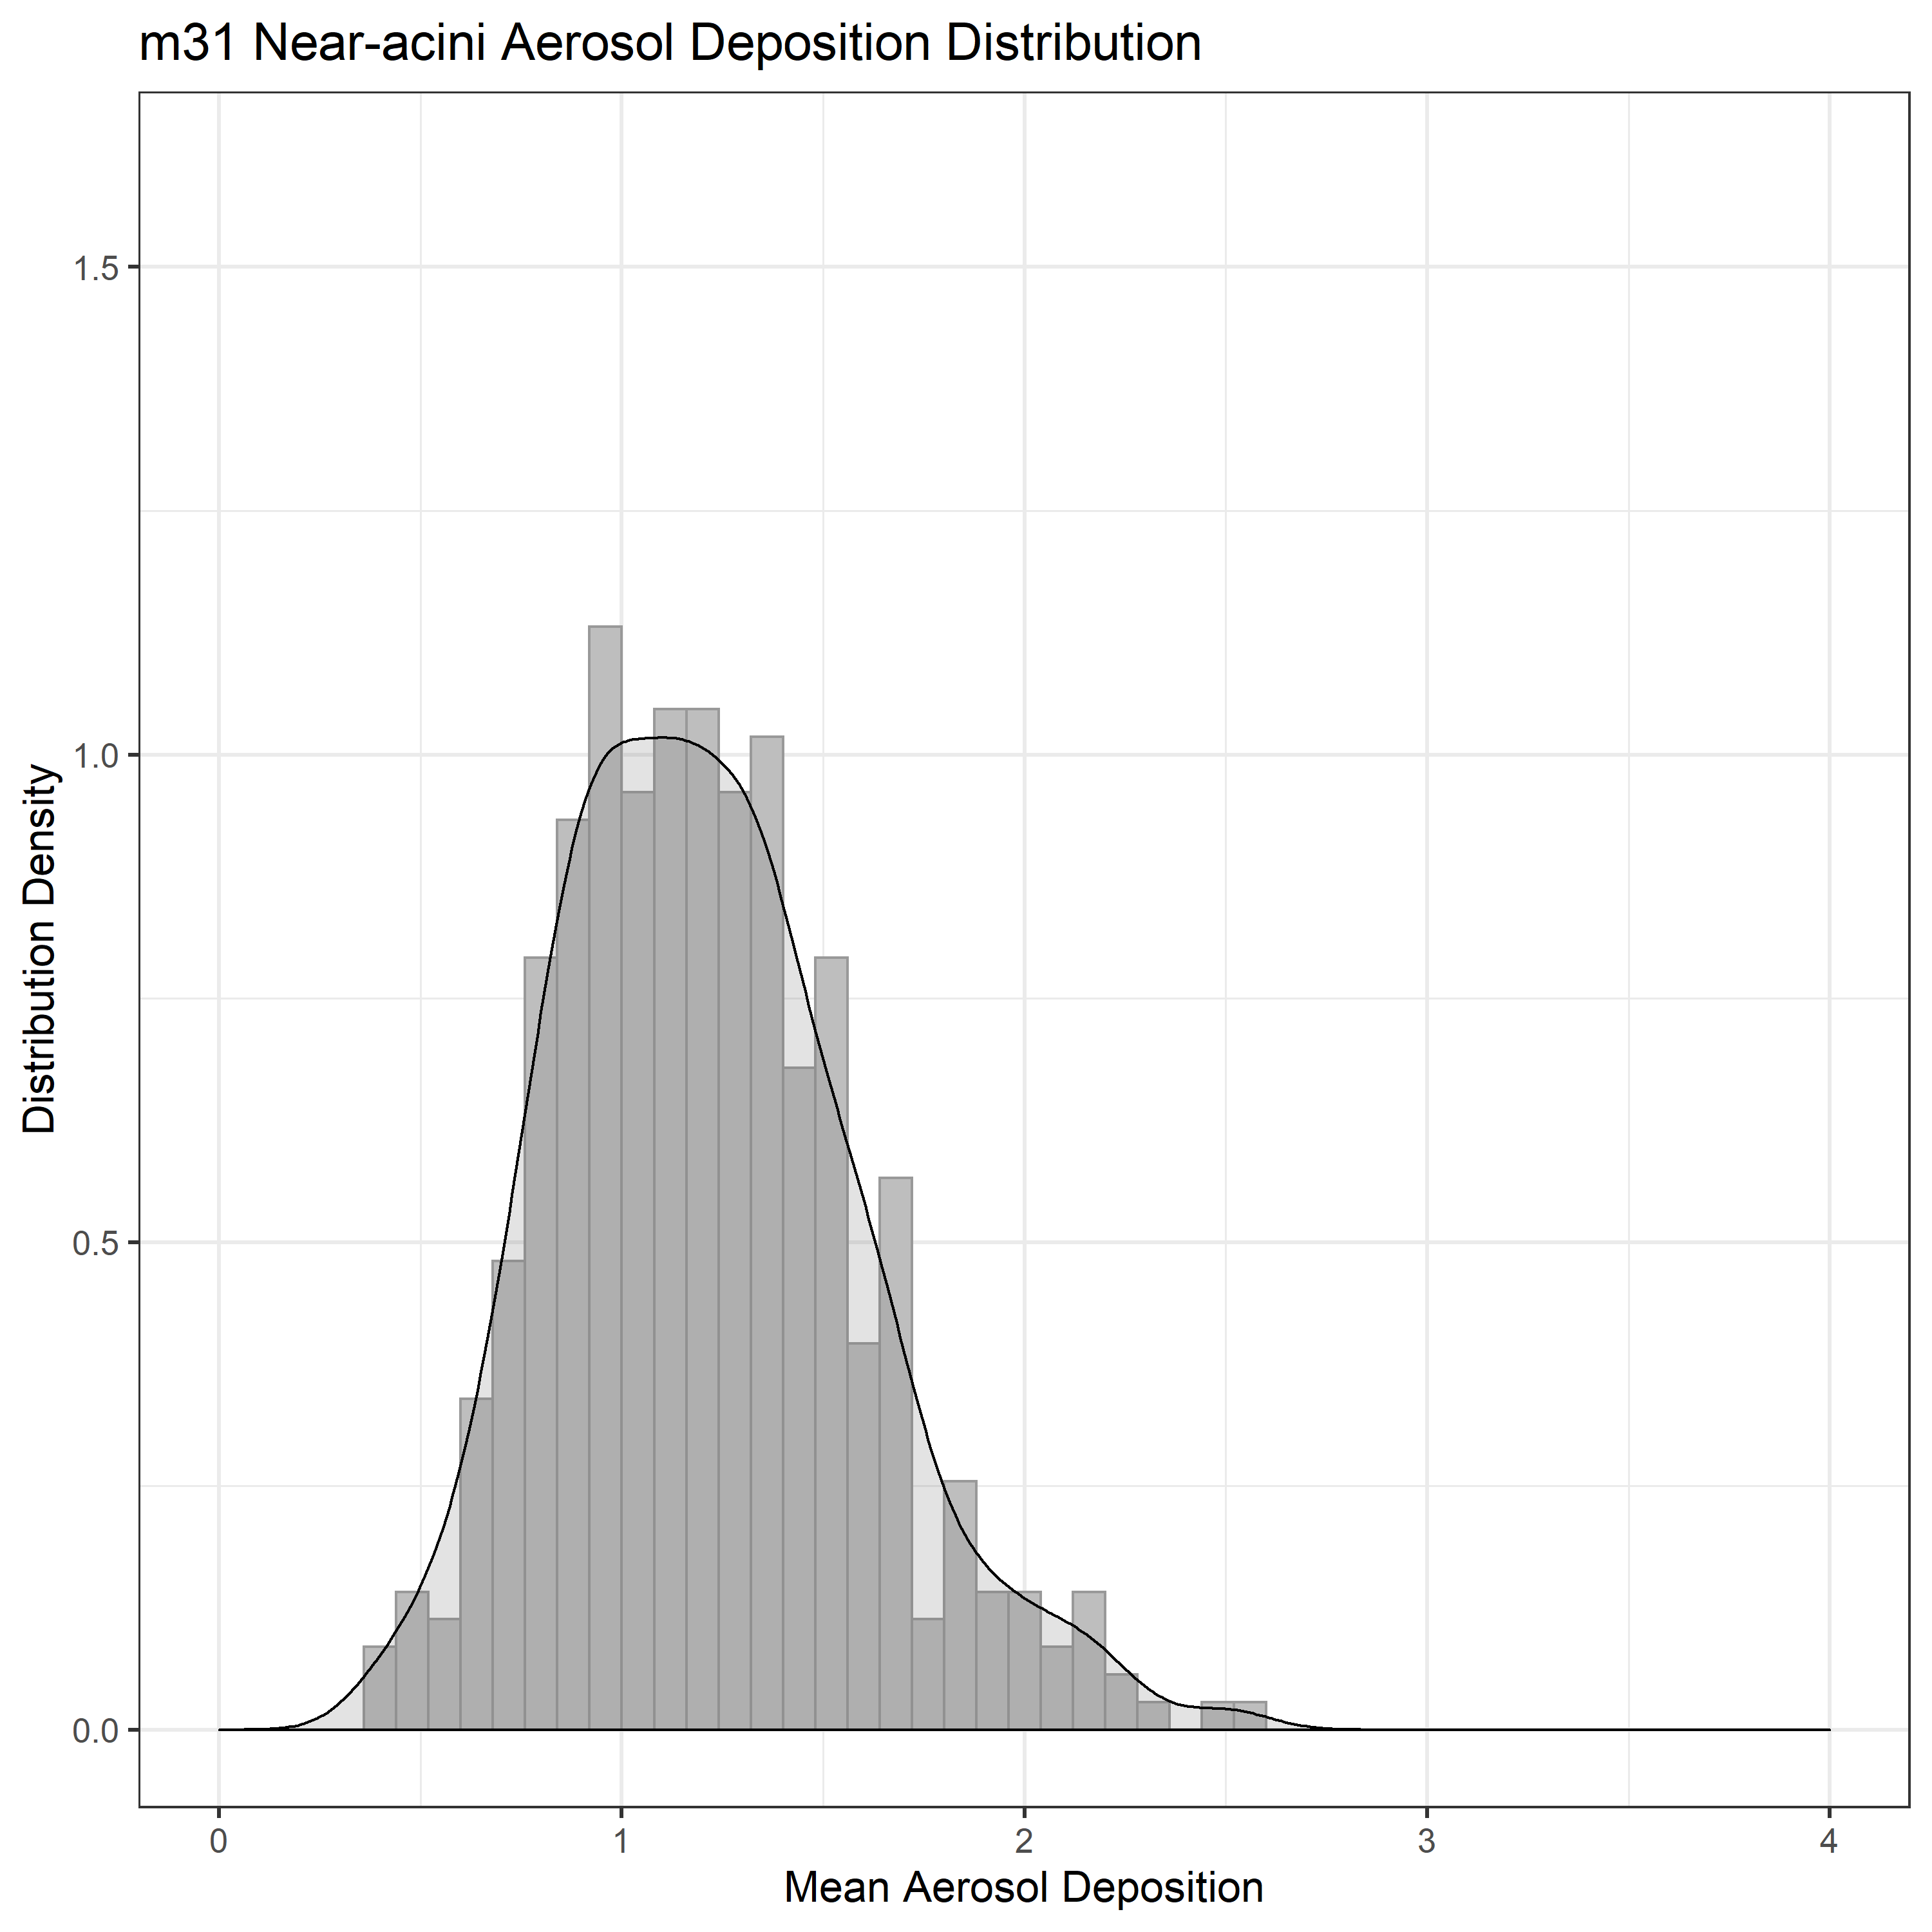 m31 Near-acini Aerosol Deposition Distribution
1.5
1.0
0.5
0.0
Distribution Density
0 1 2 3 4
Mean Aerosol Deposition